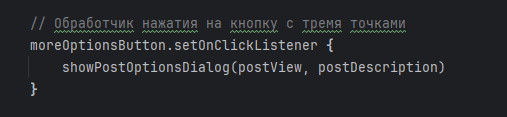 // Обработчик нажатия на кнопку с тремя точками
moreOptionsButton.setOnClickListener {
    showPostOptionsDialog(postView, postDescription)
}